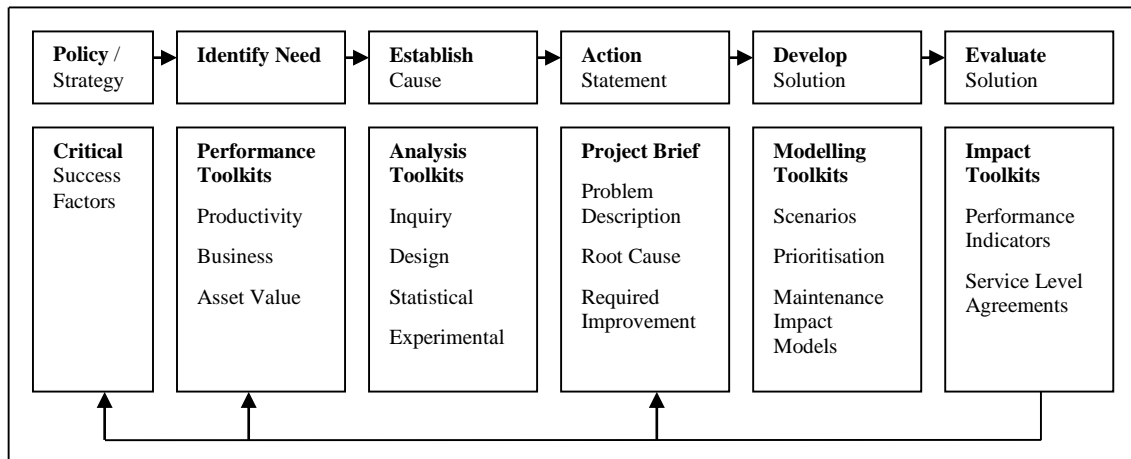 Policy /
Strategy
Identify Need
Establish
Cause
Action
Statement
Develop
Solution
Evaluate
Solution
Critical
Success
Factors
Performance
Toolkits
Productivity
Business
Asset Value
Analysis
Toolkits
Inquiry
Design
Statistical
Experimental
Project Brief
Problem
Description
Root Cause
Required
Improvement
Modelling
Toolkits
Scenarios
Prioritisation
Maintenance
Impact
Models
Impact
Toolkits
Performance
Indicators
Service Level
Agreements